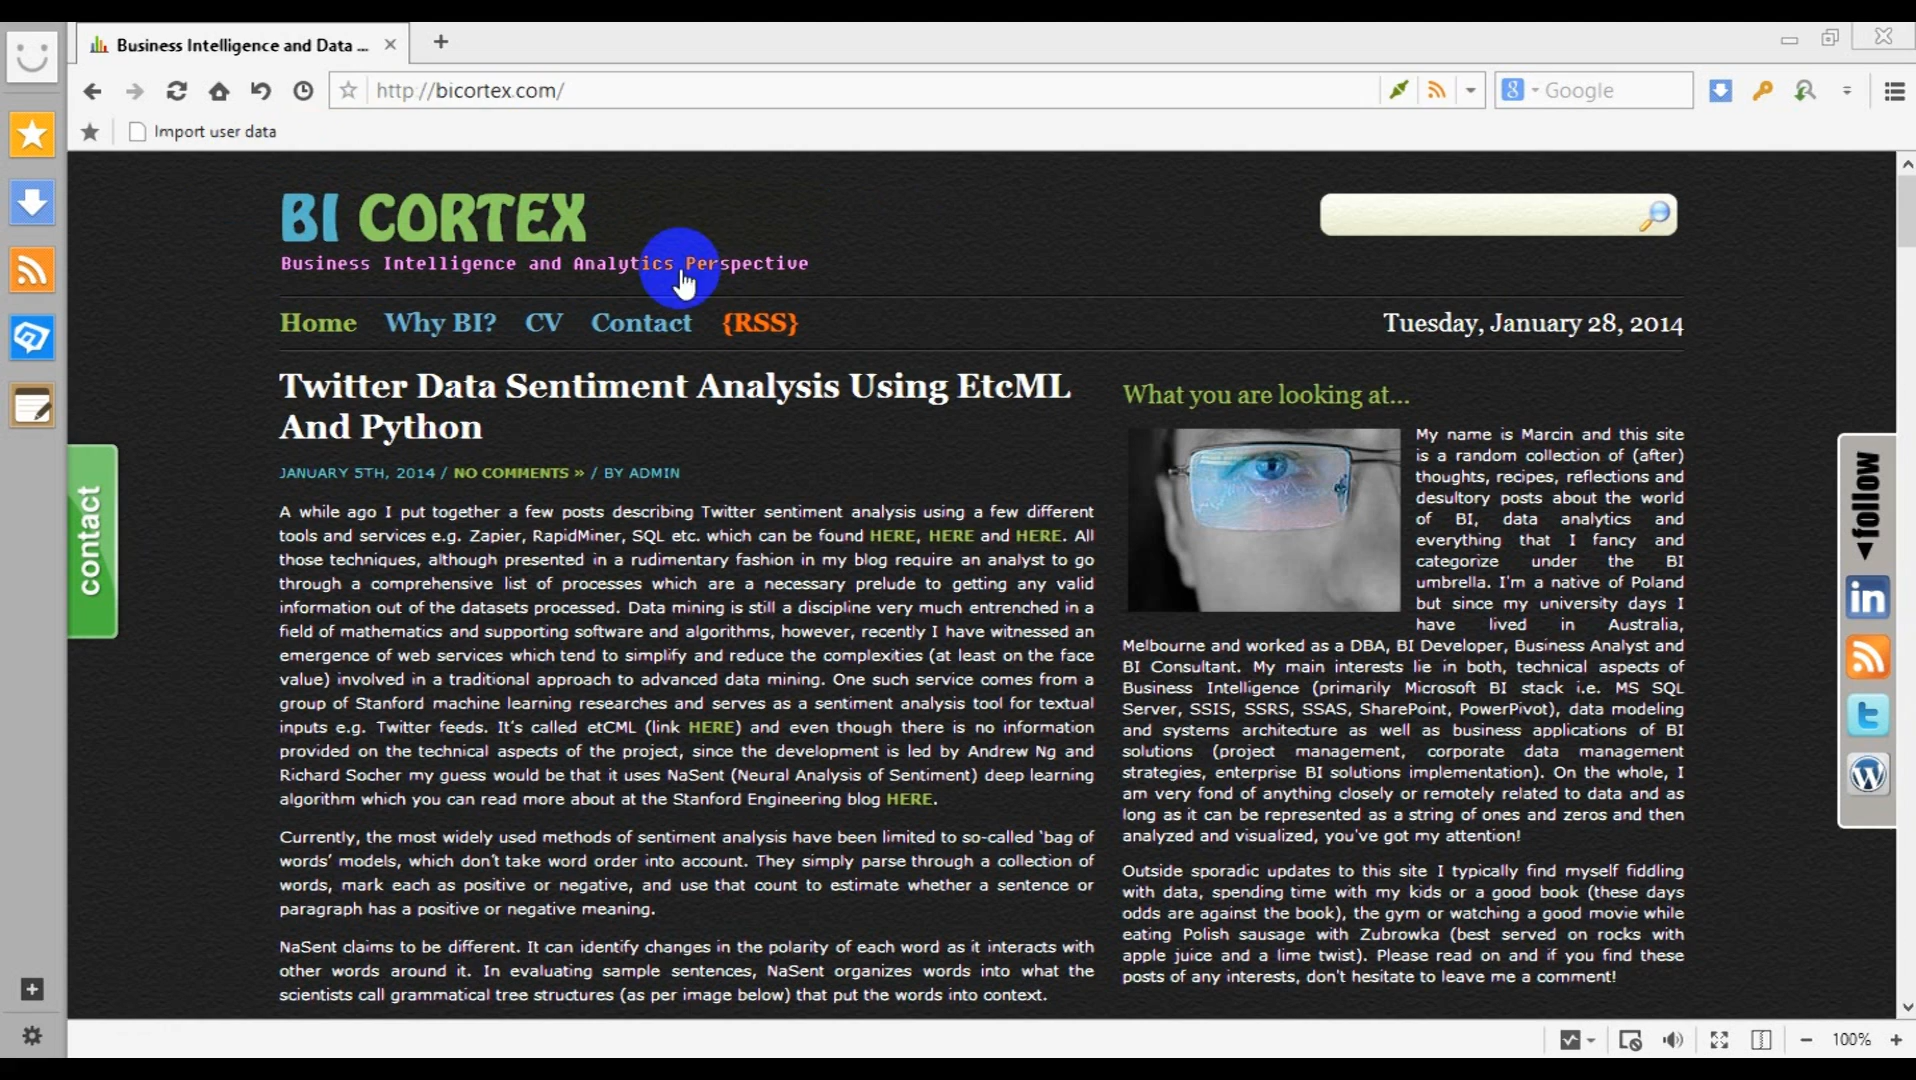 Business Intelligence and Data ...
http://bicortex.com/
Google
Import user data
BI CORTEX
Business Intelligence and Analytics Perspective
Home Why BI? CV Contact {RSS}
Tuesday, January 28, 2014
Twitter Data Sentiment Analysis Using EtcML
And Python
JANUARY 5TH, 2014 / NO COMMENTS » / BY ADMIN
A while ago I put together a few posts describing Twitter sentiment analysis using a few different
tools and services e.g. Zapier, RapidMiner, SQL etc. which can be found HERE, HERE and HERE. All
those techniques, although presented in a rudimentary fashion in my blog require an analyst to go
through a comprehensive list of processes which are a necessary prelude to getting any valid
information out of the datasets processed. Data mining is still a discipline very much entrenched in a
field of mathematics and supporting software and algorithms, however, recently I have witnessed an
emergence of web services which tend to simplify and reduce the complexities (at least on the face
value) involved in a traditional approach to advanced data mining. One such service comes from a
group of Stanford machine learning researches and serves as a sentiment analysis tool for textual
inputs e.g. Twitter feeds. It's called etCML (link HERE) and even though there is no information
provided on the technical aspects of the project, since the development is led by Andrew Ng and
Richard Socher my guess would be that it uses NaSent (Neural Analysis of Sentiment) deep learning
algorithm which you can read more about at the Stanford Engineering blog HERE.
Currently, the most widely used methods of sentiment analysis have been limited to so-called 'bag of
words' models, which don't take word order into account. They simply parse through a collection of
words, mark each as positive or negative, and use that count to estimate whether a sentence or
paragraph has a positive or negative meaning.
NaSent claims to be different. It can identify changes in the polarity of each word as it interacts with
other words around it. In evaluating sample sentences, NaSent organizes words into what the
scientists call grammatical tree structures (as per image below) that put the words into context.
What you are looking at...
My name is Marcin and this site
is a random collection of (after)
thoughts, recipes, reflections and
desultory posts about the world
of BI, data analytics and
everything that I fancy and
categorize under the BI
umbrella. I'm a native of Poland
but since my university days I
have lived in Australia,
Melbourne and worked as a DBA, BI Developer, Business Analyst and
BI Consultant. My main interests lie in both, technical aspects of
Business Intelligence (primarily Microsoft BI stack i.e. MS SQL
Server, SSIS, SSRS, SSAS, SharePoint, PowerPivot), data modeling
and systems architecture as well as business applications of BI
solutions (project management, corporate data management
strategies, enterprise BI solutions implementation). On the whole, I
am very fond of anything closely or remotely related to data and as
long as it can be represented as a string of ones and zeros and then
analyzed and visualized, you've got my attention!
Outside sporadic updates to this site I typically find myself fiddling
with data, spending time with my kids or a good book (these days
odds are against the book), the gym or watching a good movie while
eating Polish sausage with Zubrowka (best served on rocks with
apple juice and a lime twist). Please read on and if you find these
posts of any interests, don't hesitate to leave me a comment!
contact
follow
100%